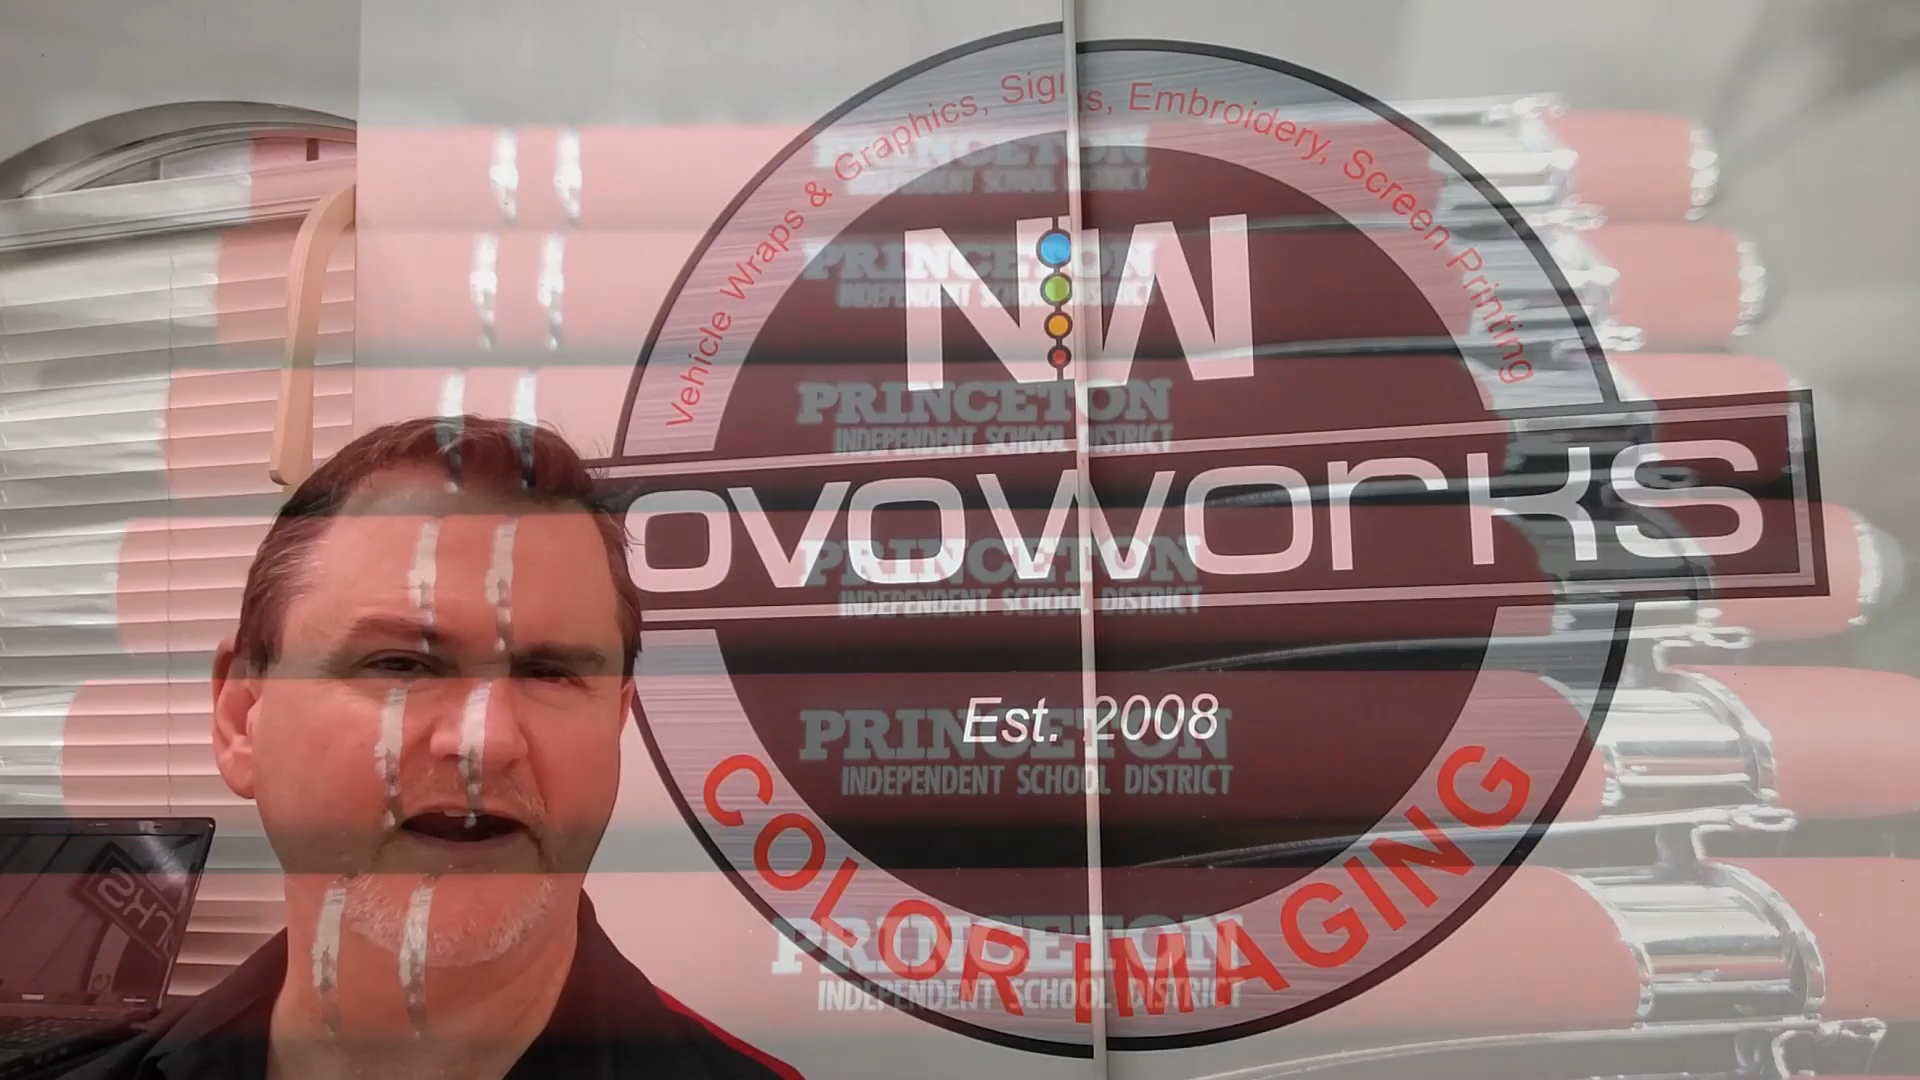 Vehicle Wraps & Graphics, Signs, Embroidery, Screen Printing
NW
ovoworks
Est. 2008
COLOR IMAGING
PRINCETON
INDEPENDENT SCHOOL DISTRICT
PRINCETON
INDEPENDENT SCHOOL DISTRICT
PRINCETON
INDEPENDENT SCHOOL DISTRICT
PRINCETON
INDEPENDENT SCHOOL DISTRICT
PRINCETON
INDEPENDENT SCHOOL DISTRICT
PRINCETON
INDEPENDENT SCHOOL DISTRICT